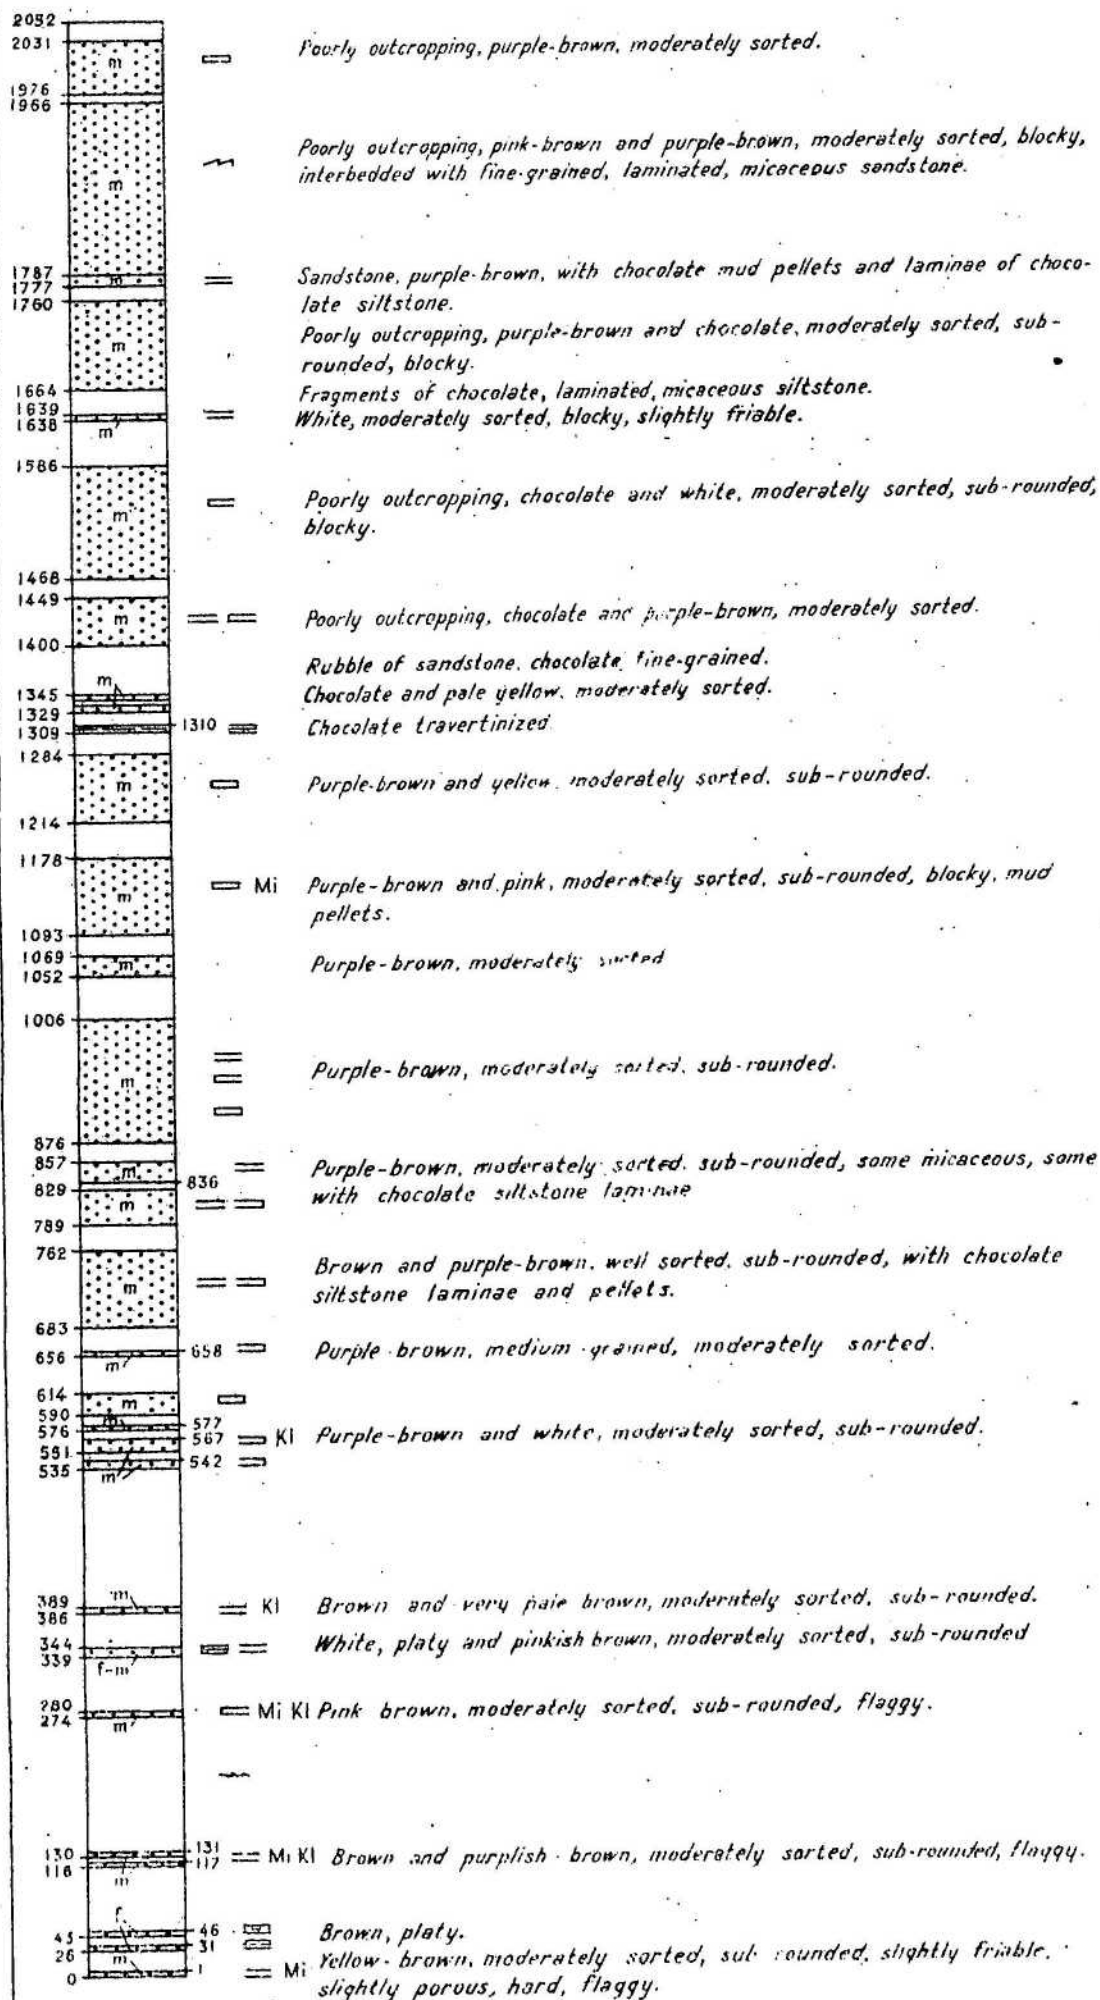 2052
2031
m
Poorly outcropping, purple-brown, moderately sorted.
1976
1966
m
Poorly outcropping, pink-brown and purple-brown, moderately sorted, blocky,
interbedded with fine-grained, laminated, micaceous sandstone.
1787
m
1777
Sandstone, purple-brown, with chocolate mud pellets and laminae of choco-
late siltstone.
1760
m
Poorly outcropping, purple-brown and chocolate, moderately sorted, sub-
rounded, blocky.
1664
Fragments of chocolate, laminated, micaceous siltstone.
1639
1638
m
White, moderately sorted, blocky, slightly friable.
1586
m
Poorly outcropping, chocolate and white, moderately sorted, sub-rounded,
blocky.
1468
1449
m
Poorly outcropping, chocolate and purple-brown, moderately sorted.
1400
Rubble of sandstone, chocolate, fine-grained.
m
1345
Chocolate and pale yellow, moderately sorted.
1329
1310
1309
Chocolate travertinized
1284
m
Purple-brown and yellow, moderately sorted, sub-rounded.
1214
1178
m
Mi
Purple-brown and pink, moderately sorted, sub-rounded, blocky, mud
pellets.
1093
1069
m
1052
Purple-brown, moderately sorted
1006
m
Purple-brown, moderately sorted, sub-rounded.
876
857
m
836
Purple-brown, moderately sorted, sub-rounded, some micaceous, some
with chocolate siltstone laminae
829
m
789
762
m
Brown and purple-brown, well sorted, sub-rounded, with chocolate
siltstone laminae and pellets.
683
658
656
m
Purple-brown, medium-grained, moderately sorted.
614
m
590
m
577
576
567
Kl Purple-brown and white, moderately sorted, sub-rounded.
551
542
535
m
m
389
386
Kl Brown and very pale brown, moderately sorted, sub-rounded.
344
339
f-m
White, platy and pinkish brown, moderately sorted, sub-rounded
280
274
m
Mi Kl Pink brown, moderately sorted, sub-rounded, flaggy.
131
130
117
116
m
Mi Kl Brown and purplish-brown, moderately sorted, sub-rounded, flaggy.
f
46
31
26
Brown, platy.
m
1
0
Mi Yellow-brown, moderately sorted, sub rounded, slightly friable,
slightly porous, hard, flaggy.